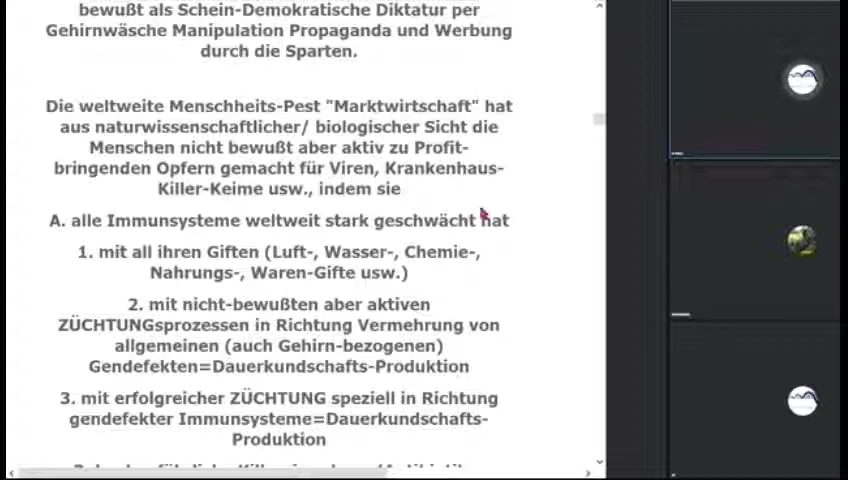 bewußt als Schein-Demokratische Diktatur per
Gehirnwäsche Manipulation Propaganda und Werbung
durch die Sparten.
Die weltweite Menschheits-Pest "Marktwirtschaft" hat
aus naturwissenschaftlicher/ biologischer Sicht die
Menschen nicht bewußt aber aktiv zu Profit-
bringenden Opfern gemacht für Viren, Krankenhaus-
Killer-Keime usw., indem sie
A. alle Immunsysteme weltweit stark geschwächt hat
1. mit all ihren Giften (Luft-, Wasser-, Chemie-,
Nahrungs-, Waren-Gifte usw.)
2. mit nicht-bewußten aber aktiven
ZÜCHTUNGsprozessen in Richtung Vermehrung von
allgemeinen (auch Gehirn-bezogenen)
Gendefekten=Dauerkundschafts-Produktion
3. mit erfolgreicher ZÜCHTUNG speziell in Richtung
gendefekter Immunsysteme=Dauerkundschafts-
Produktion